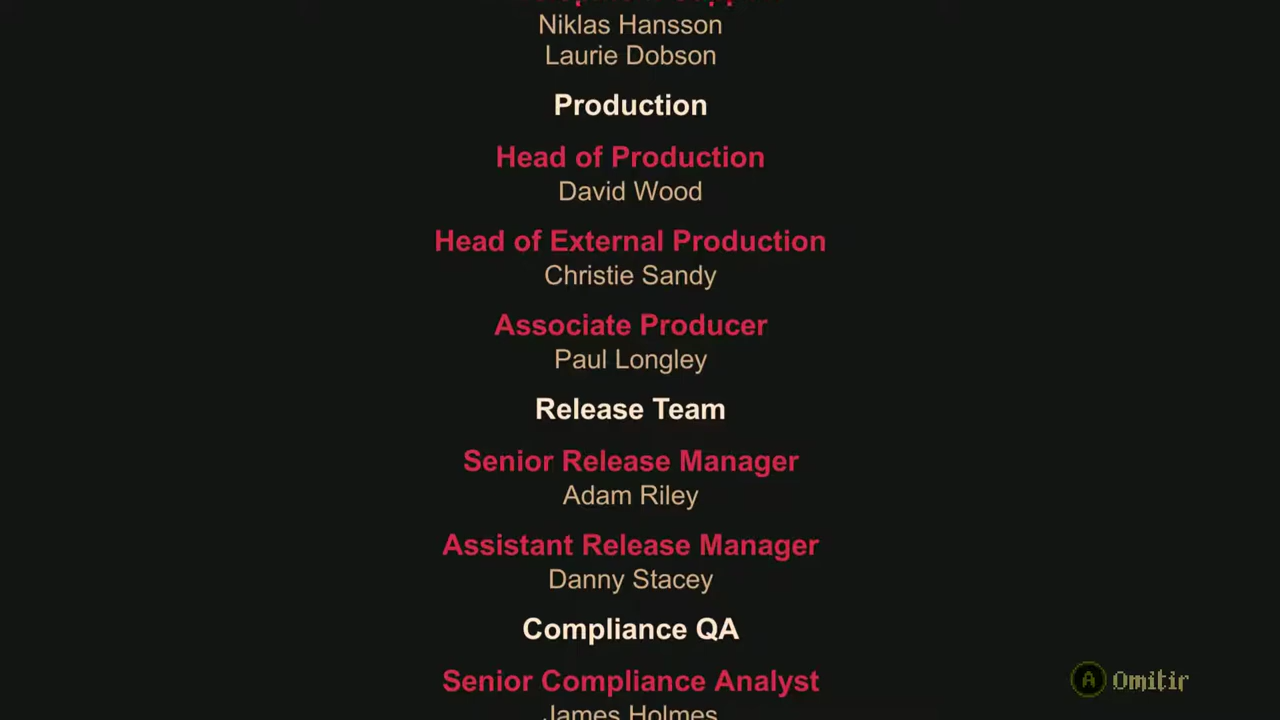 Niklas Hansson
Laurie Dobson
Production
Head of Production
David Wood
Head of External Production
Christie Sandy
Associate Producer
Paul Longley
Release Team
Senior Release Manager
Adam Riley
Assistant Release Manager
Danny Stacey
Compliance QA
Senior Compliance Analyst
James Holmes
A Omitir